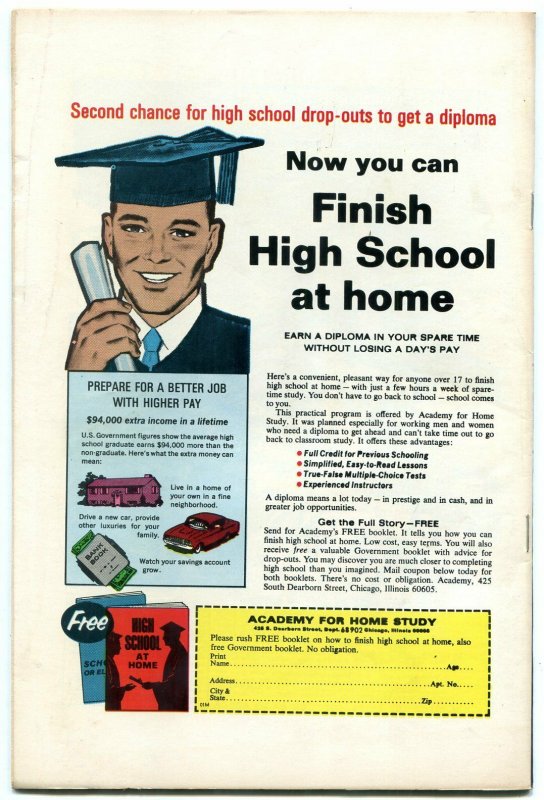 Second chance for high school drop-outs to get a diploma
Now you can
Finish
High School
at home
EARN A DIPLOMA IN YOUR SPARE TIME
WITHOUT LOSING A DAY'S PAY
PREPARE FOR A BETTER JOB
WITH HIGHER PAY
$94,000 extra income in a lifetime
U.S. Government figures show the average high
school graduate earns $94,000 more than the
non-graduate. Here's what the extra money can
mean:
Live in a home of
your own in a fine
neighborhood.
Drive a new car, provide
other luxuries for your
family.
BANK
BOOK
Watch your savings account
grow.
Here's a convenient, pleasant way for anyone over 17 to finish
high school at home — with just a few hours a week of spare-
time study. You don't have to go back to school — school comes
to you.
This practical program is offered by Academy for Home
Study. It was planned especially for working men and women
who need a diploma to get ahead and can't take time out to go
back to classroom study. It offers these advantages:
● Full Credit for Previous Schooling
● Simplified, Easy-to-Read Lessons
● True-False Multiple-Choice Tests
● Experienced Instructors
A diploma means a lot today — in prestige and in cash, and in
greater job opportunities.
Get the Full Story—FREE
Send for Academy's FREE booklet. It tells you how you can
finish high school at home. Low cost, easy terms. You will also
receive free a valuable Government booklet with advice for
drop-outs. You may discover you are much closer to completing
high school than you imagined. Mail coupon below today for
both booklets. There's no cost or obligation. Academy, 425
South Dearborn Street, Chicago, Illinois 60605.
Free
SCH
OR EL
HIGH
SCHOOL
AT
HOME
ACADEMY FOR HOME STUDY
425 S. Dearborn Street, Dept. 68902 Chicago, Illinois 60605
Please rush FREE booklet on how to finish high school at home, also
free Government booklet. No obligation.
Print
Name Age
Address Apt. No.
City &
State Zip
01M